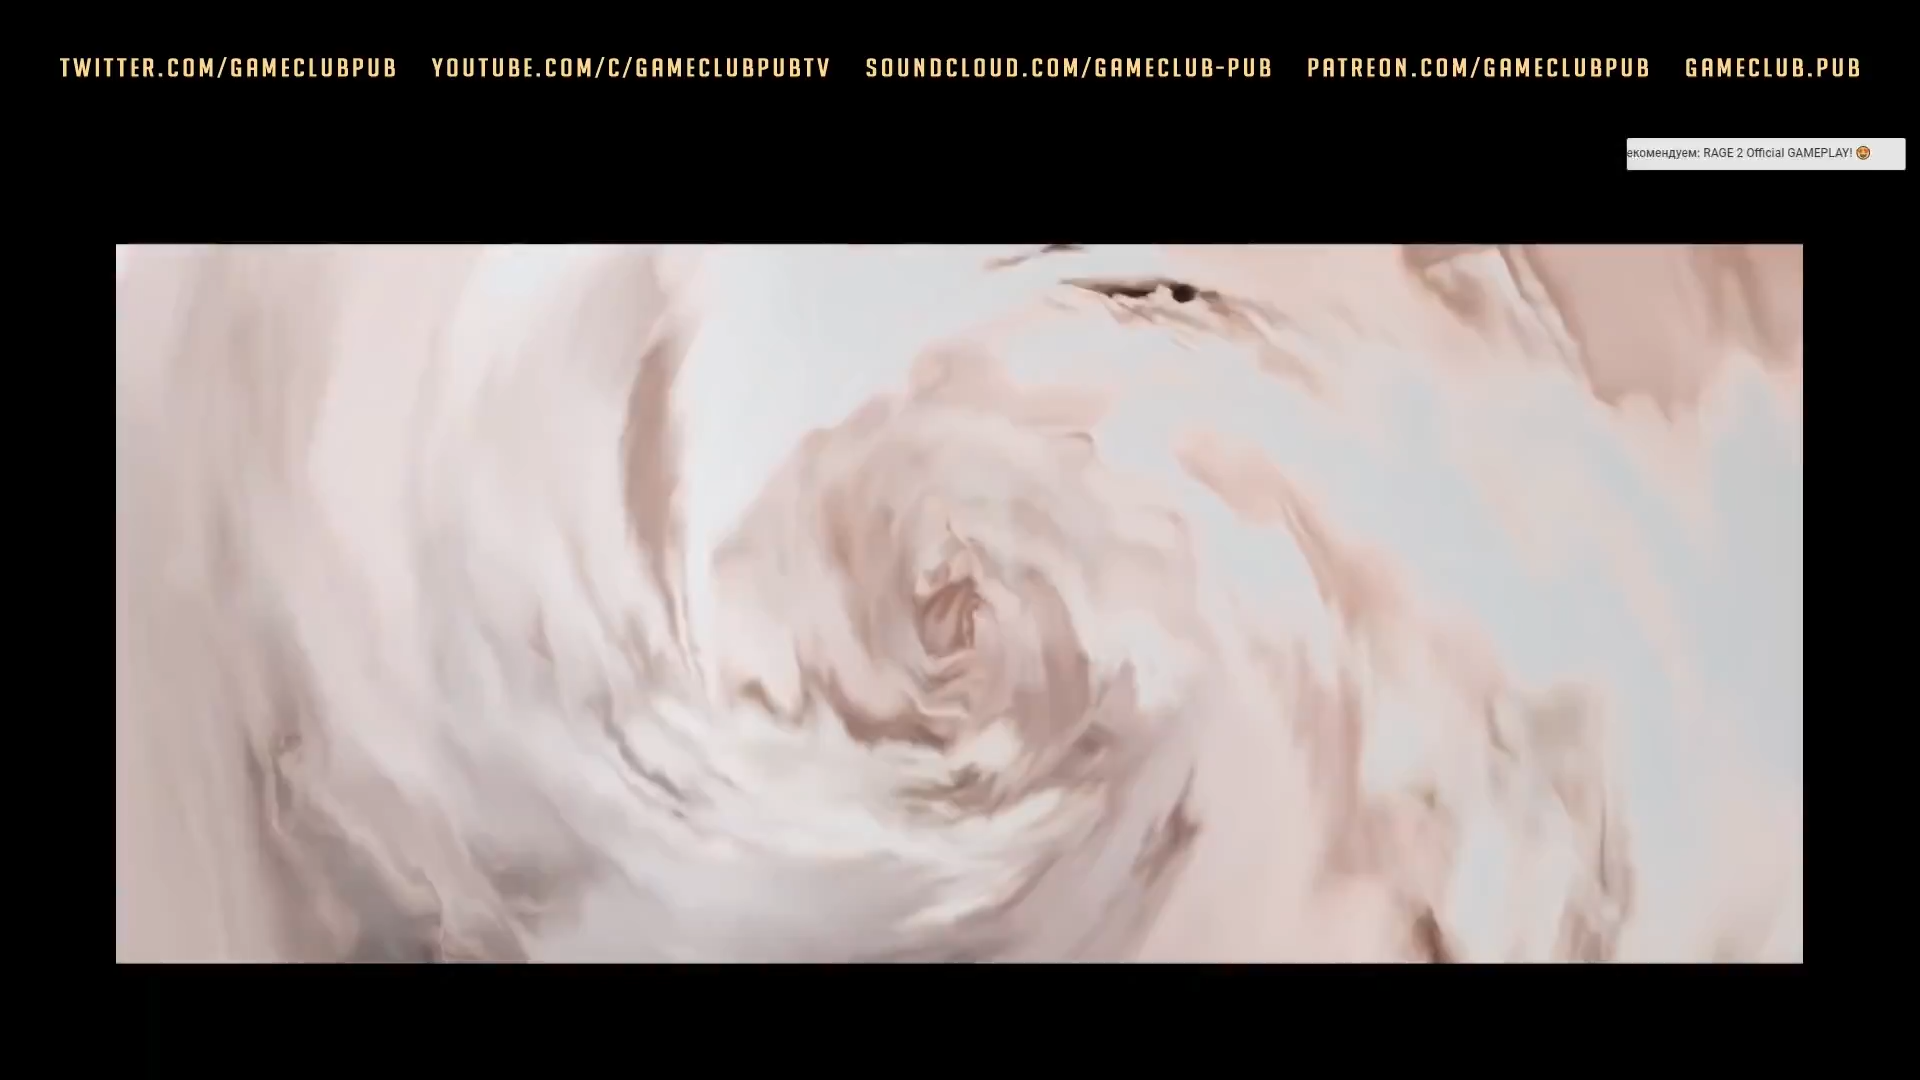 TWITTER.COM/GAMECLUBPUB YOUTUBE.COM/C/GAMECLUBPUBTV SOUNDCLOUD.COM/GAMECLUB-PUB PATREON.COM/GAMECLUBPUB GAMECLUB.PUB
екомендуем: RAGE 2 Official GAMEPLAY! 🤩